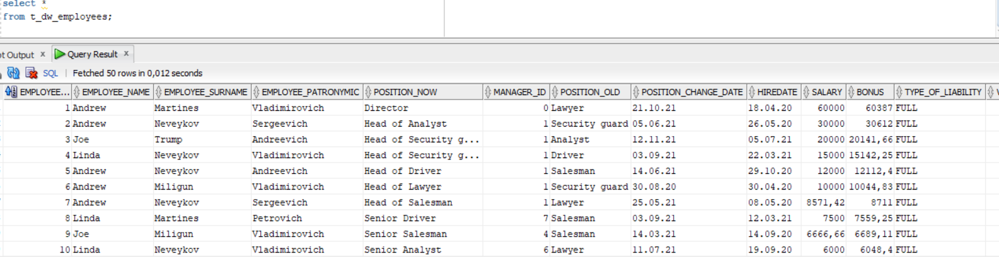 select *
from t_dw_employees;
ot Output x Query Result x
SQL | Fetched 50 rows in 0,012 seconds
EMPLOYEE... EMPLOYEE_NAME EMPLOYEE_SURNAME EMPLOYEE_PATRONYMIC POSITION_NOW MANAGER_ID POSITION_OLD POSITION_CHANGE_DATE HIREDATE SALARY BONUS TYPE_OF_LIABILITY
1 Andrew Martines Vladimirovich Director 0 Lawyer 21.10.21 18.04.20 60000 60387 FULL
2 Andrew Neveykov Sergeevich Head of Analyst 1 Security guard 05.06.21 26.05.20 30000 30612 FULL
3 Joe Trump Andreevich Head of Security g... 1 Analyst 12.11.21 05.07.21 20000 20141,66 FULL
4 Linda Neveykov Vladimirovich Head of Security g... 1 Driver 03.09.21 22.03.21 15000 15142,25 FULL
5 Andrew Neveykov Andreevich Head of Driver 1 Salesman 14.06.21 29.10.20 12000 12112,4 FULL
6 Andrew Miligun Vladimirovich Head of Lawyer 1 Security guard 30.08.20 30.04.20 10000 10044,83 FULL
7 Andrew Neveykov Sergeevich Head of Salesman 1 Lawyer 25.05.21 08.05.20 8571,42 8711 FULL
8 Linda Martines Petrovich Senior Driver 7 Salesman 03.09.21 12.03.21 7500 7559,25 FULL
9 Joe Miligun Vladimirovich Senior Salesman 4 Salesman 14.03.21 14.09.20 6666,66 6689,11 FULL
10 Linda Neveykov Vladimirovich Senior Analyst 6 Lawyer 11.07.21 19.09.20 6000 6048,4 FULL